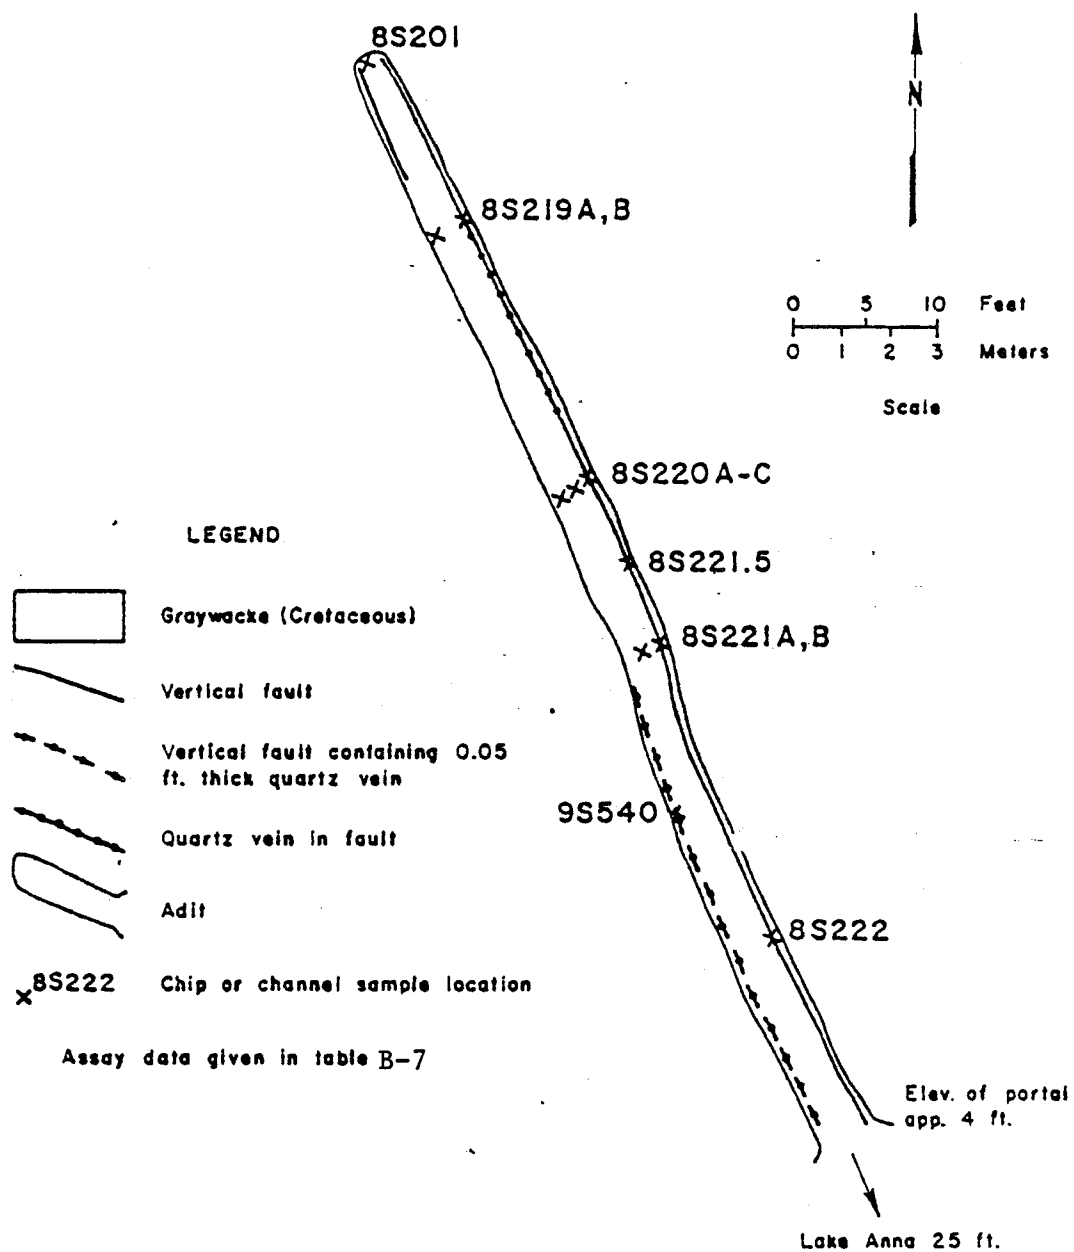 8S201
N
8S219A,B
0 5 10 Feet
0 1 2 3 Meters
Scale
8S220A-C
8S221.5
8S221A,B
9S540
8S222
Elev. of portal
app. 4 ft.
Lake Anna 25 ft.
LEGEND
Graywacke (Cretaceous)
Vertical fault
Vertical fault containing 0.05
ft. thick quartz vein
Quartz vein in fault
Adit
x8S222 Chip or channel sample location
Assay data given in table B-7